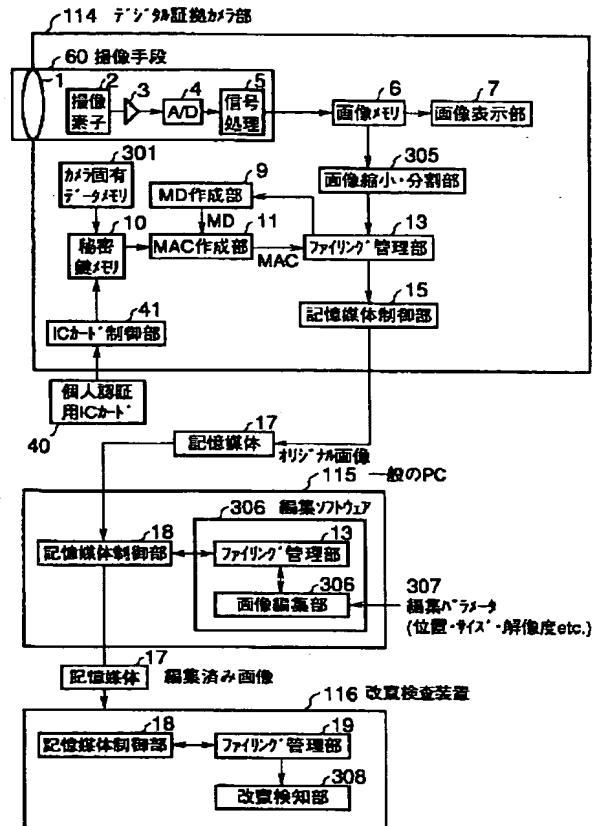 114 デジタル証拠カメラ部
60 撮像手段
1
2
3
4
5
撮像
素子
A/D
信号
処理
6
画像メモリ
7
画像表示部
301
カメラ固有
データメモリ
9
MD作成部
305
画像縮小・分割部
MD
10
秘密
鍵メモリ
11
MAC作成部
MAC
13
ファイリング管理部
41
ICカード制御部
15
記憶媒体制御部
個人認証
用ICカード
40
17
記憶媒体
オリジナル画像
115 一般のPC
306 編集ソフトウェア
18
記憶媒体制御部
13
ファイリング管理部
306
画像編集部
307
編集パラメータ
(位置・サイズ・解像度etc.)
17
記憶媒体
編集済み画像
116 改竄検査装置
18
記憶媒体制御部
19
ファイリング管理部
308
改竄検知部